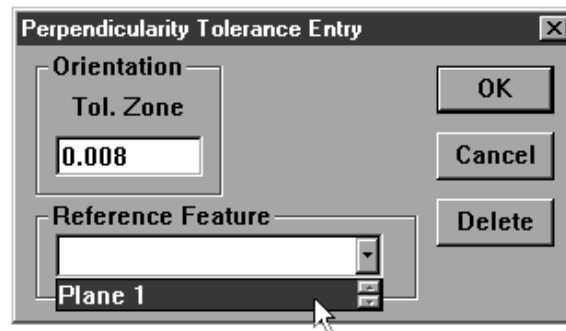 Perpendicularity Tolerance Entry
Orientation
Tol. Zone
0.008
OK
Cancel
Delete
Reference Feature
Plane 1